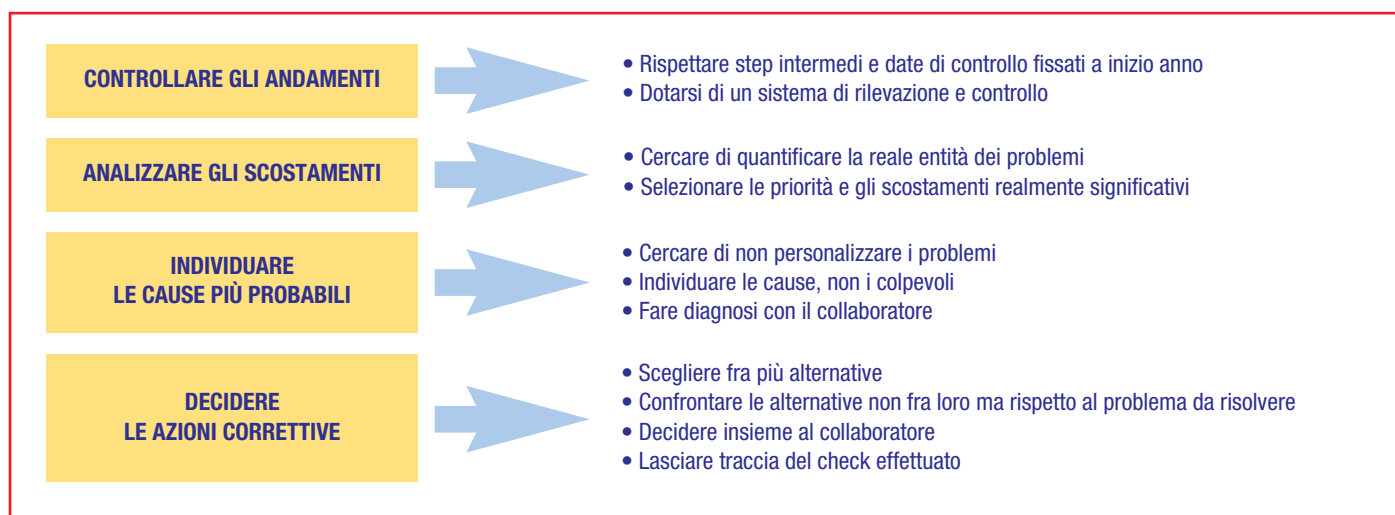 CONTROLLARE GLI ANDAMENTI
• Rispettare step intermedi e date di controllo fissati a inizio anno
• Dotarsi di un sistema di rilevazione e controllo
ANALIZZARE GLI SCOSTAMENTI
• Cercare di quantificare la reale entità dei problemi
• Selezionare le priorità e gli scostamenti realmente significativi
INDIVIDUARE
LE CAUSE PIÙ PROBABILI
• Cercare di non personalizzare i problemi
• Individuare le cause, non i colpevoli
• Fare diagnosi con il collaboratore
DECIDERE
LE AZIONI CORRETTIVE
• Scegliere fra più alternative
• Confrontare le alternative non fra loro ma rispetto al problema da risolvere
• Decidere insieme al collaboratore
• Lasciare traccia del check effettuato